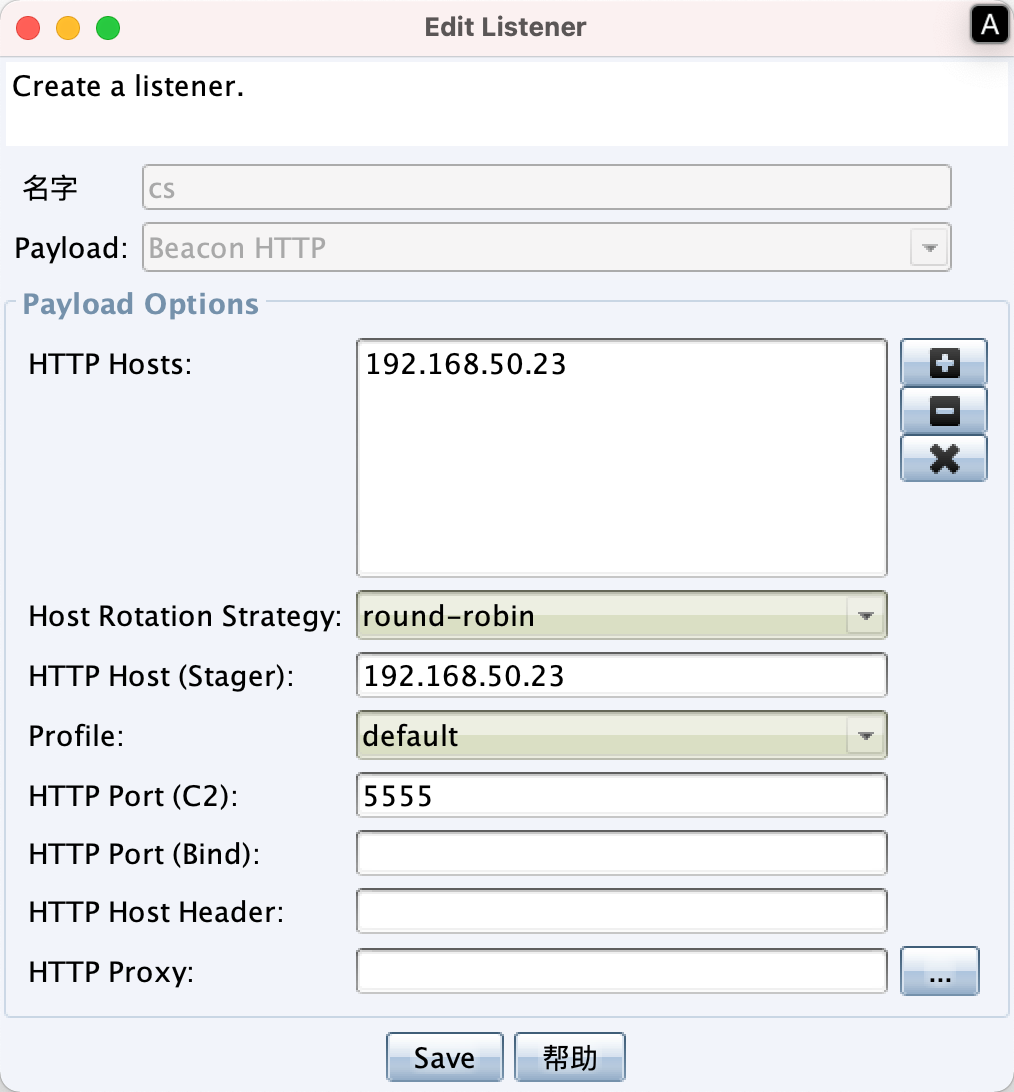 Edit Listener
A
Create a listener.
名字
cs
Payload:
Beacon HTTP
Payload Options
HTTP Hosts:
192.168.50.23
Host Rotation Strategy:
round-robin
HTTP Host (Stager):
192.168.50.23
Profile:
default
HTTP Port (C2):
5555
HTTP Port (Bind):
HTTP Host Header:
HTTP Proxy:
...
Save
帮助